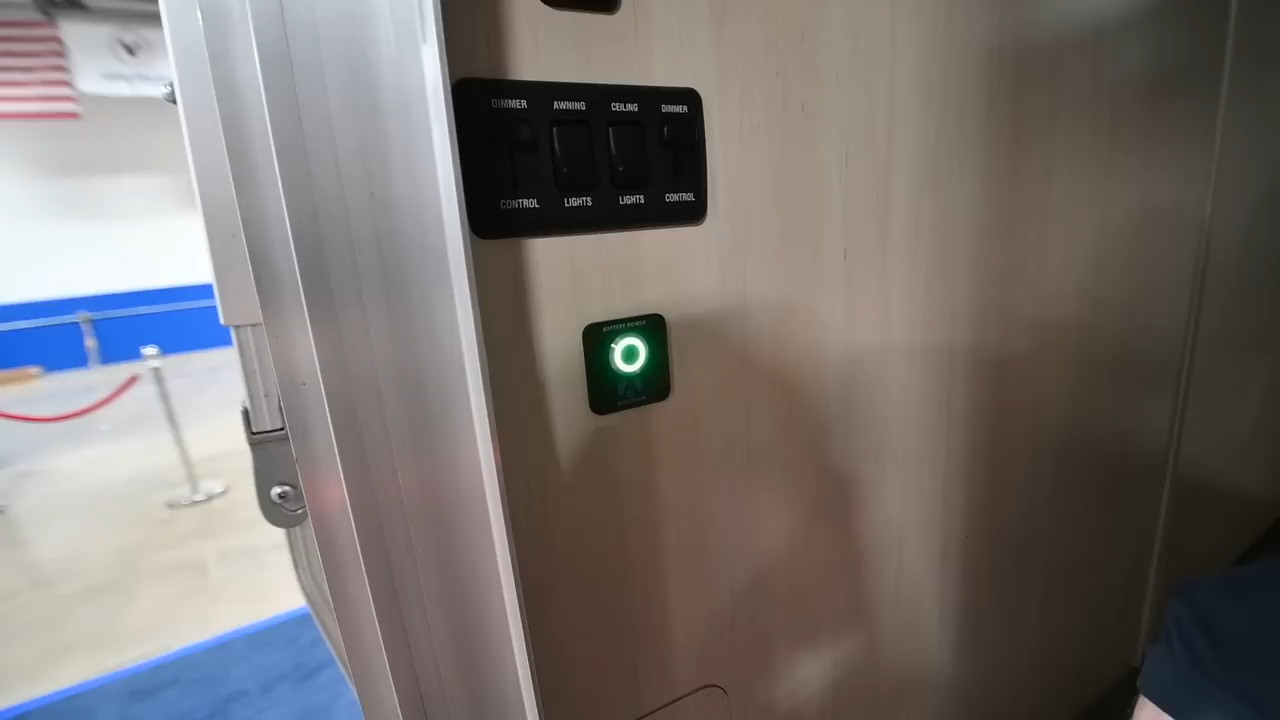 DIMMER AWNING CEILING DIMMER
CONTROL LIGHTS LIGHTS CONTROL
BATTERY POWER